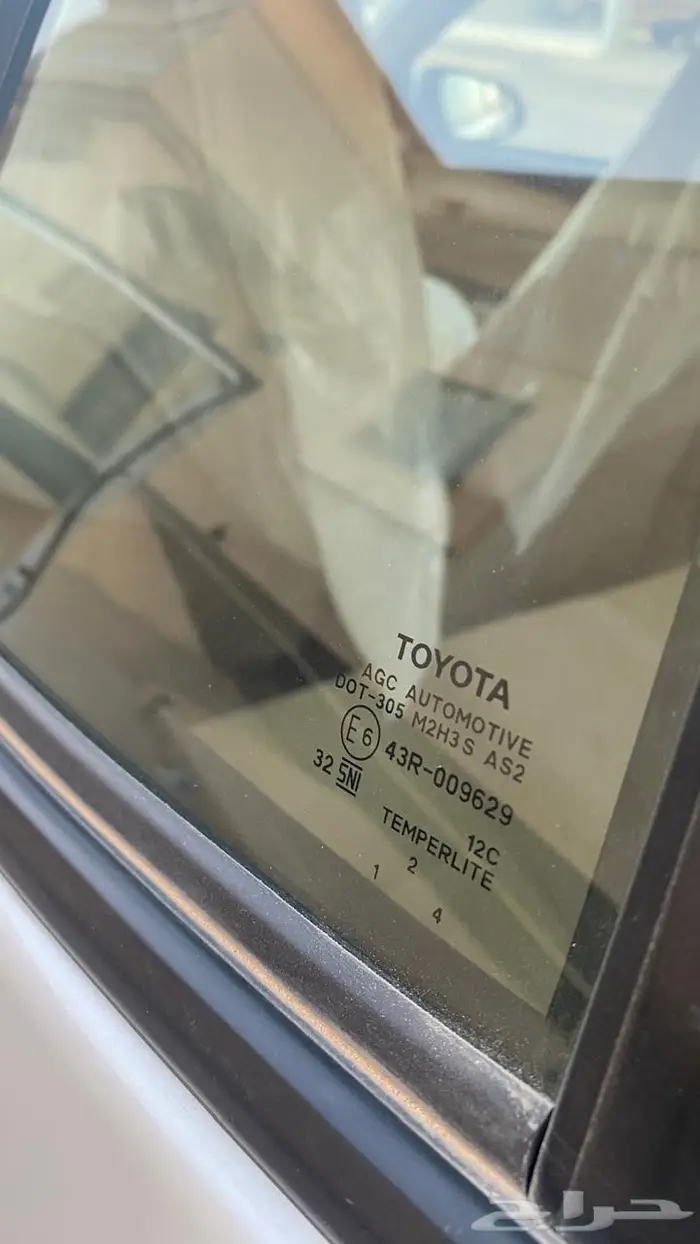 TOYOTA
AGC AUTOMOTIVE
DOT-305 M2H3S AS2
E6 43R-009629
32 SNI
12C
TEMPERLITE
1 2 4
حراج